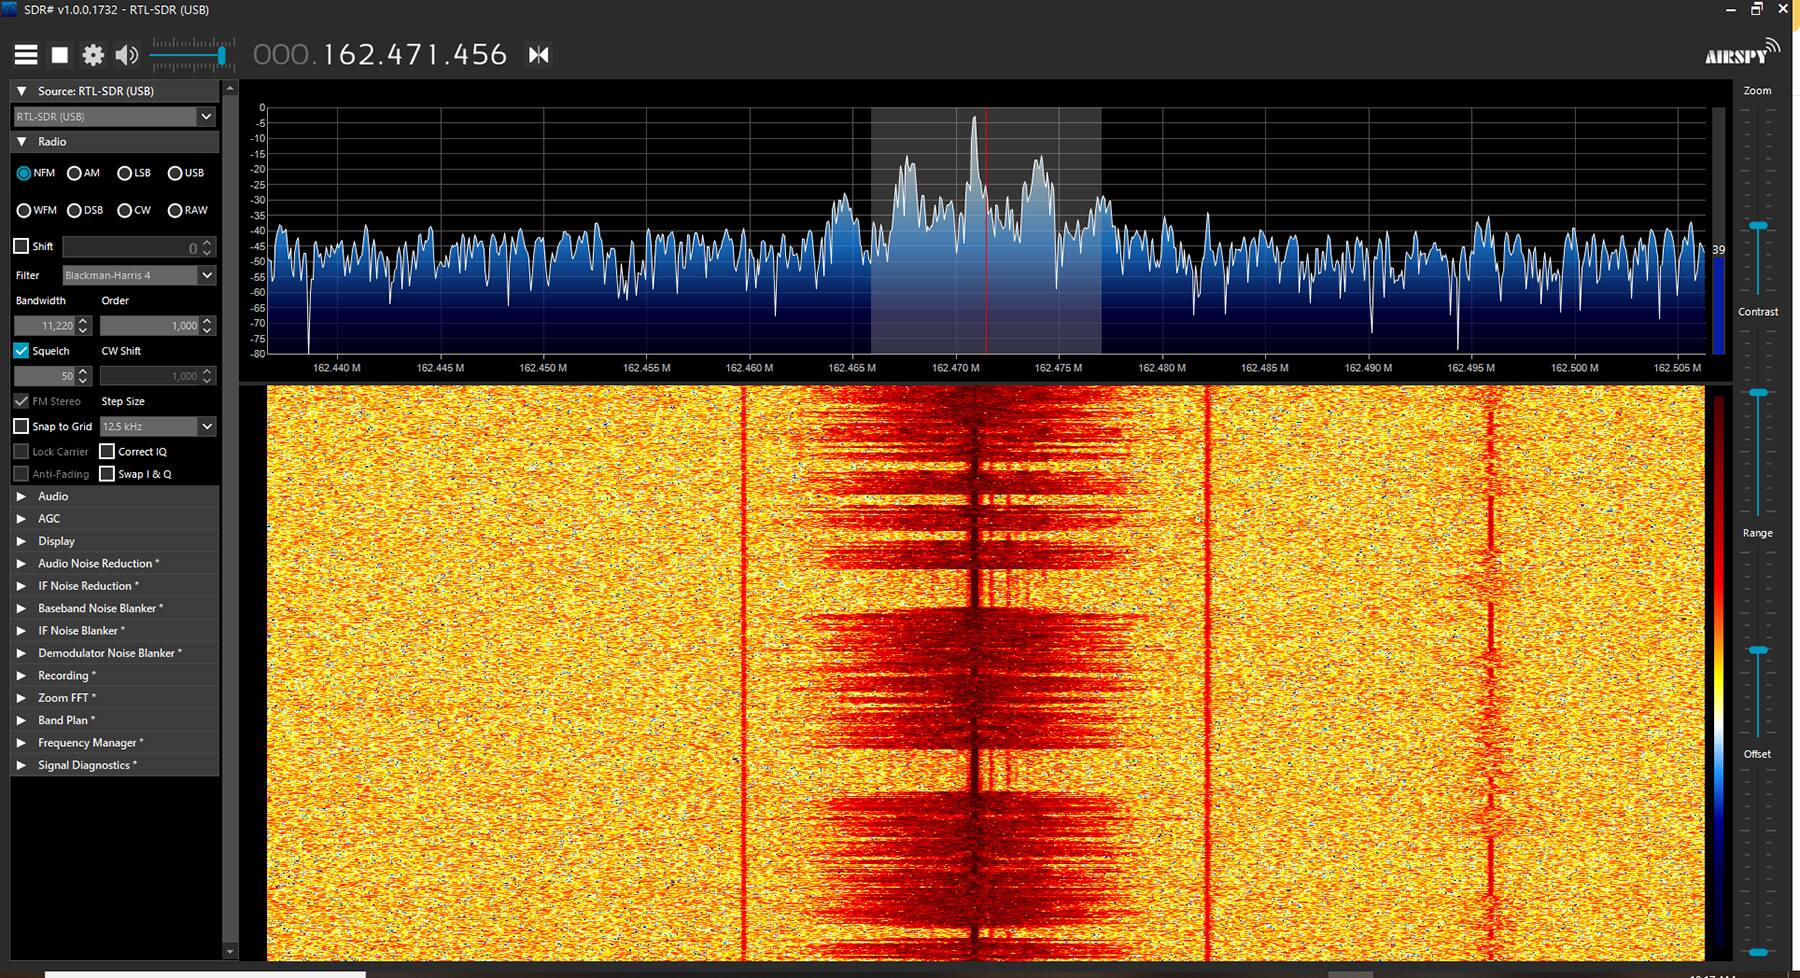 SDR# v1.0.0.1732 - RTL-SDR (USB)
000.162.471.456
AIRSPY
Source: RTL-SDR (USB)
RTL-SDR (USB)
Radio
NFM AM LSB USB
WFM DSB CW RAW
Shift 0
Filter Blackman-Harris 4
Bandwidth Order
11,220 1,000
Squelch CW Shift
50 1,000
FM Stereo Step Size
Snap to Grid 12.5 kHz
Lock Carrier Correct IQ
Anti-Fading Swap I & Q
Audio
AGC
Display
Audio Noise Reduction *
IF Noise Reduction *
Baseband Noise Blanker *
IF Noise Blanker *
Demodulator Noise Blanker *
Recording *
Zoom FFT *
Band Plan *
Frequency Manager *
Signal Diagnostics *
0
-5
-10
-15
-20
-25
-30
-35
-40
-45
-50
-55
-60
-65
-70
-75
-80
162.440 M 162.445 M 162.450 M 162.455 M 162.460 M 162.465 M 162.470 M 162.475 M 162.480 M 162.485 M 162.490 M 162.495 M 162.500 M 162.505 M
39
Zoom
Contrast
Range
Offset